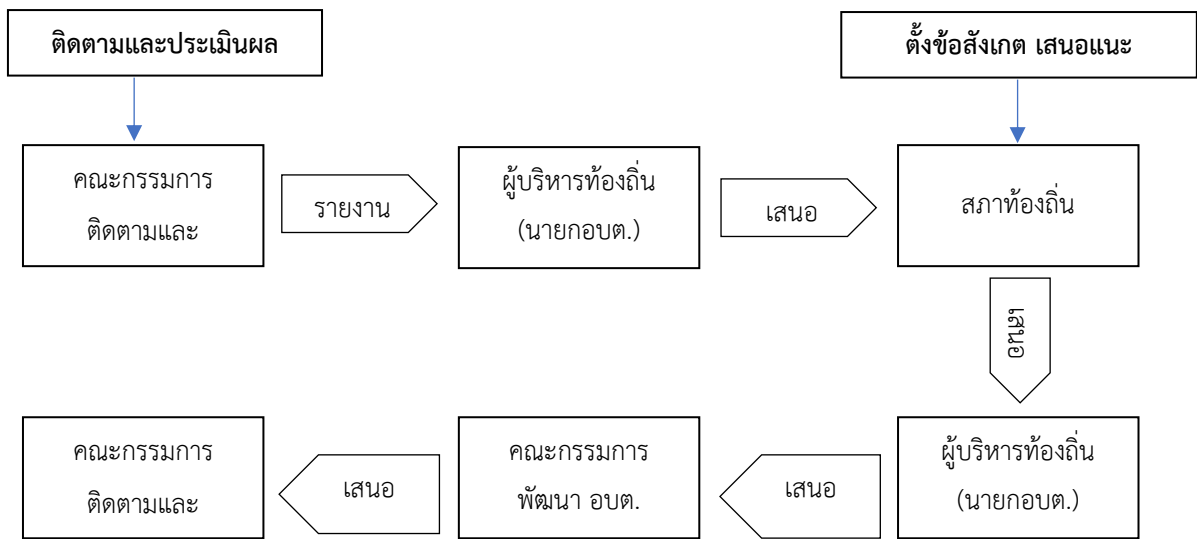 ติดตามและประเมินผล
ตั้งข้อสังเกต เสนอแนะ
คณะกรรมการ
ติดตามและ
รายงาน
ผู้บริหารท้องถิ่น
(นายกอบต.)
เสนอ
สภาท้องถิ่น
เสนอ
ผู้บริหารท้องถิ่น
(นายกอบต.)
เสนอ
คณะกรรมการ
พัฒนา อบต.
เสนอ
คณะกรรมการ
ติดตามและ